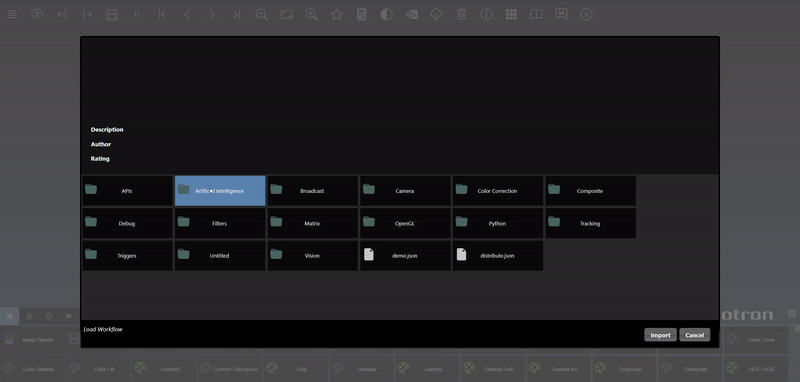 Description
Author
Rating
APIs Artificial Intelligence Broadcast Camera Color Correction Composite
Debug Filters Matrix OpenGL Python Tracking
Triggers Untitled Vision demo.json distribute.json
otron
Load Workflow
Import Cancel
Image Reader Color Curve
Color Gamma Color Lift Contrast Convert Colorspace Crop Debayer Gamma Gamma Fast Gamma Inv Grayscale Grayscale HLS>RGB